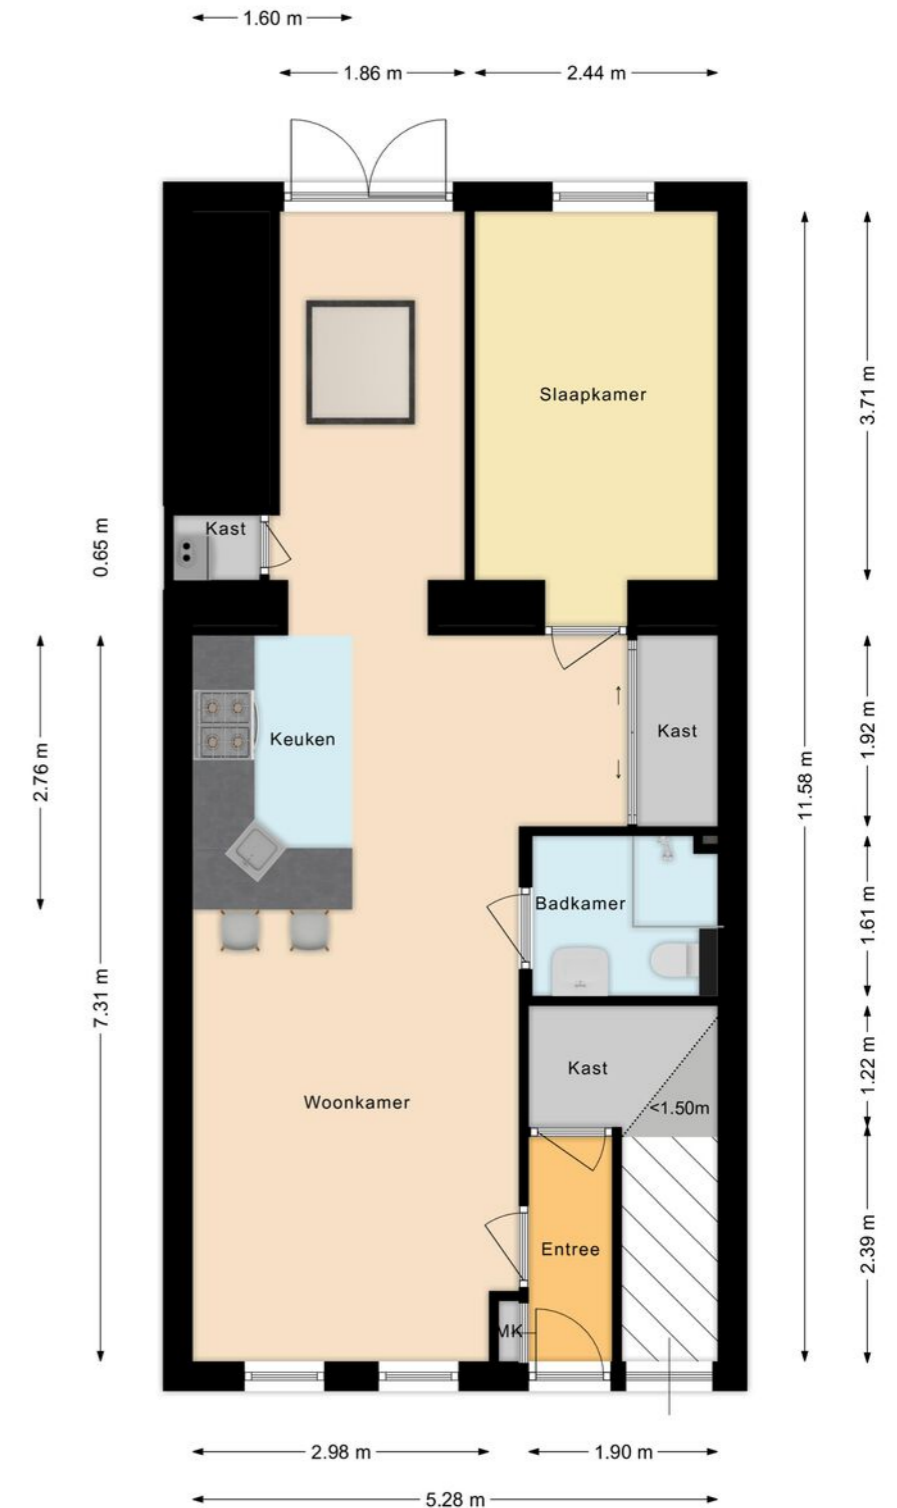 1.60 m
1.86 m
2.44 m
Slaapkamer
3.71 m
Kast
0.65 m
Keuken
Kast
1.92 m
2.76 m
11.58 m
Badkamer
1.61 m
7.31 m
Kast
1.22 m
Woonkamer
<1.50m
Entree
2.39 m
MK
2.98 m
1.90 m
5.28 m